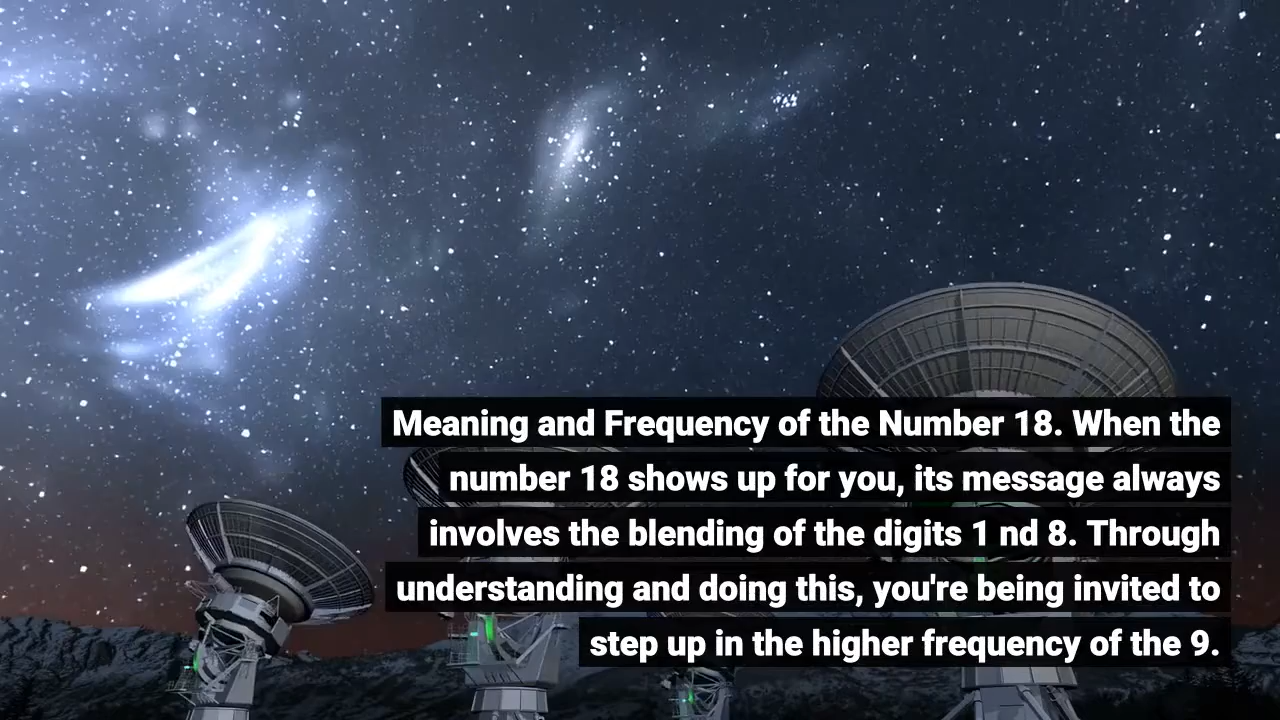 Meaning and Frequency of the Number 18. When the
number 18 shows up for you, its message always
involves the blending of the digits 1 nd 8. Through
understanding and doing this, you're being invited to
step up in the higher frequency of the 9.